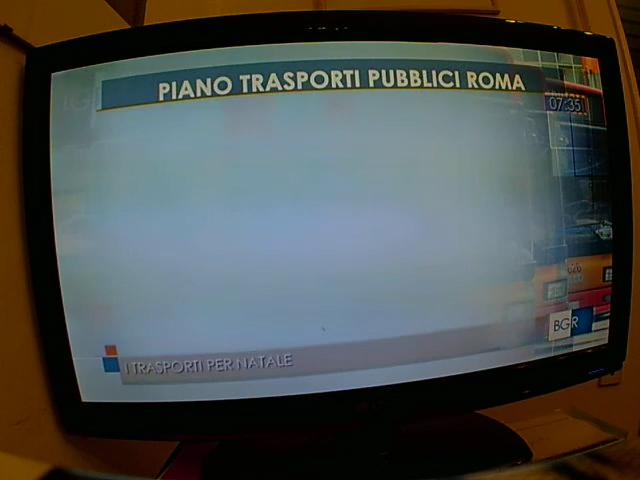 PIANO TRASPORTI PUBBLICI ROMA
07:35
BGR
I TRASPORTI PER NATALE